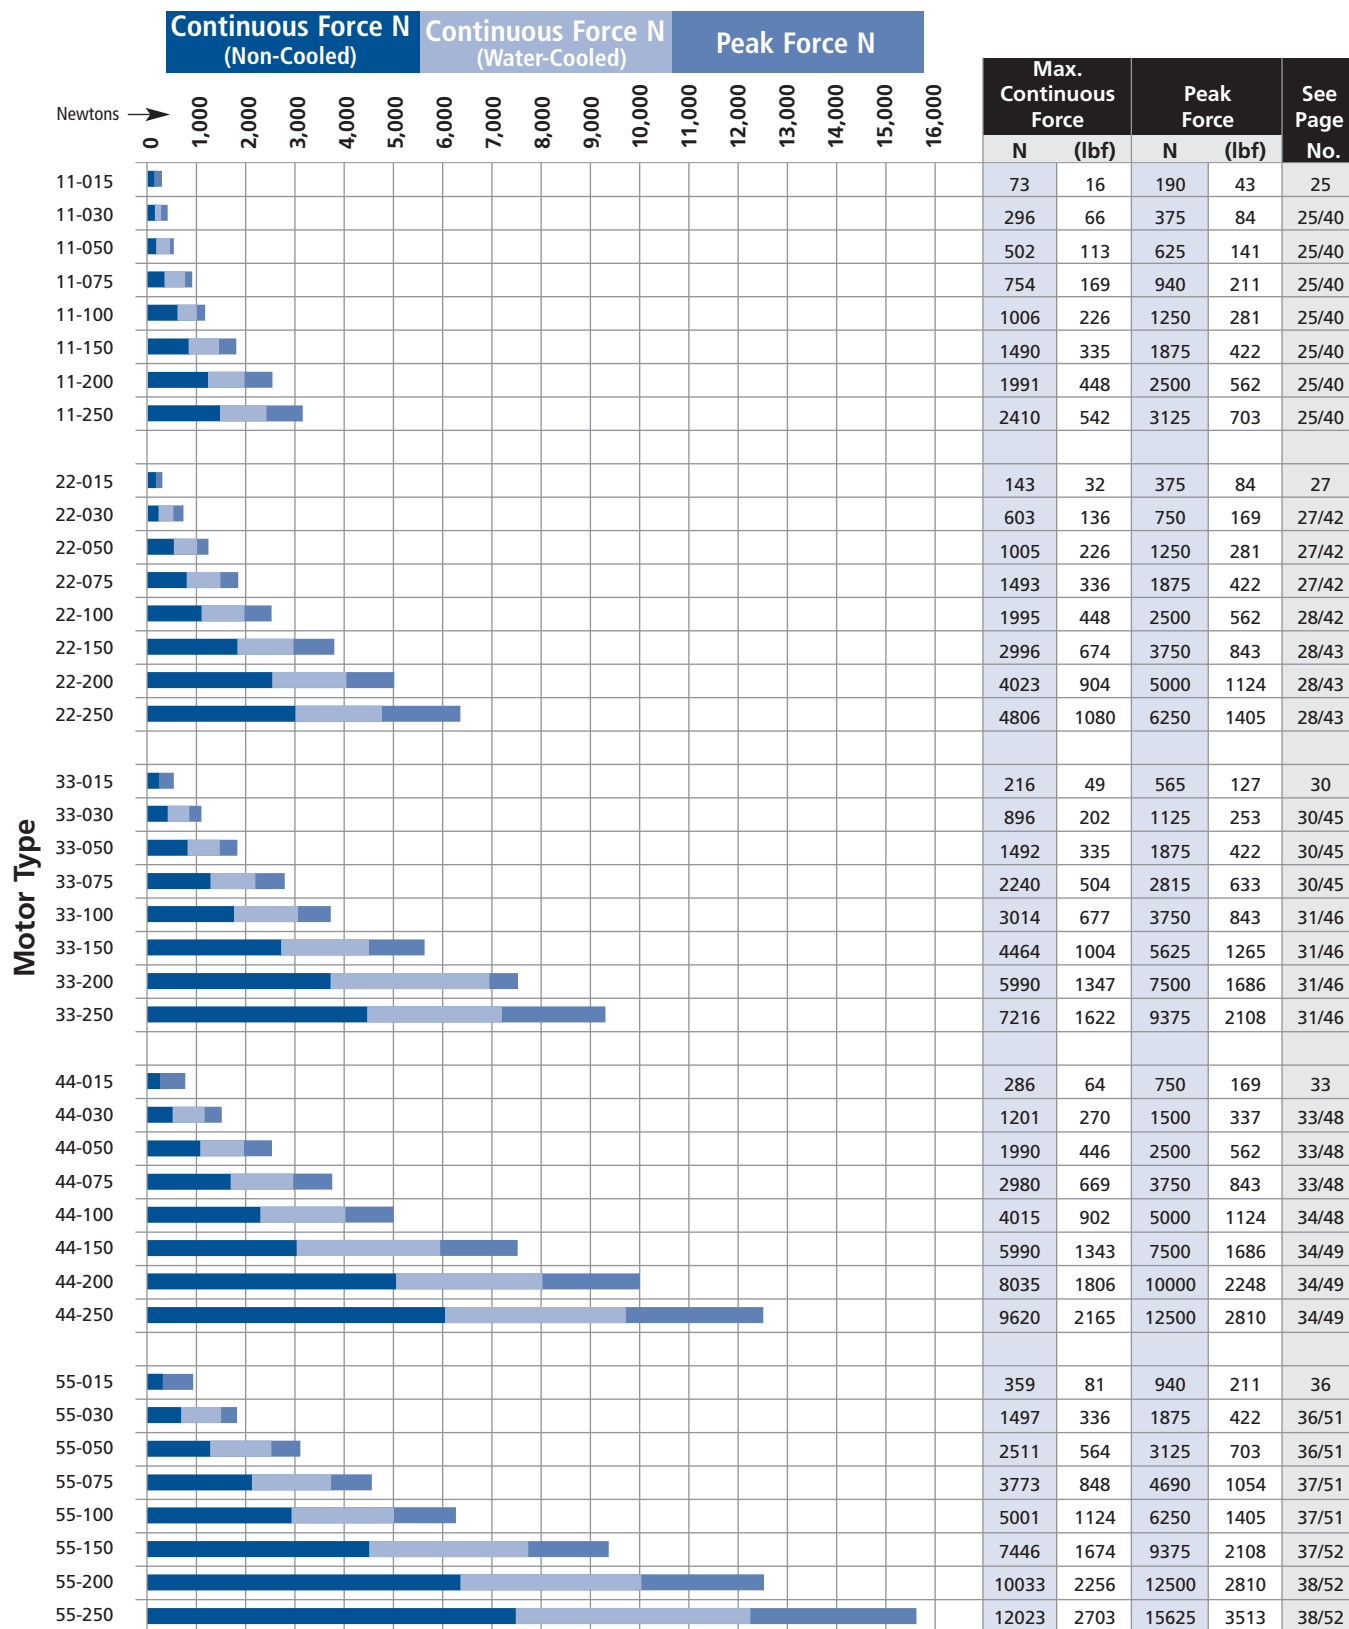 Continuous Force N
(Non-Cooled)
Continuous Force N
(Water-Cooled)
Peak Force N
Newtons
0 1,000 2,000 3,000 4,000 5,000 6,000 7,000 8,000 9,000 10,000 11,000 12,000 13,000 14,000 15,000 16,000
Max. Continuous Force
Peak Force
See Page No.
N (lbf) N (lbf)
Motor Type
11-015 73 16 190 43 25
11-030 296 66 375 84 25/40
11-050 502 113 625 141 25/40
11-075 754 169 940 211 25/40
11-100 1006 226 1250 281 25/40
11-150 1490 335 1875 422 25/40
11-200 1991 448 2500 562 25/40
11-250 2410 542 3125 703 25/40
22-015 143 32 375 84 27
22-030 603 136 750 169 27/42
22-050 1005 226 1250 281 27/42
22-075 1493 336 1875 422 27/42
22-100 1995 448 2500 562 28/42
22-150 2996 674 3750 843 28/43
22-200 4023 904 5000 1124 28/43
22-250 4806 1080 6250 1405 28/43
33-015 216 49 565 127 30
33-030 896 202 1125 253 30/45
33-050 1492 335 1875 422 30/45
33-075 2240 504 2815 633 30/45
33-100 3014 677 3750 843 31/46
33-150 4464 1004 5625 1265 31/46
33-200 5990 1347 7500 1686 31/46
33-250 7216 1622 9375 2108 31/46
44-015 286 64 750 169 33
44-030 1201 270 1500 337 33/48
44-050 1990 446 2500 562 33/48
44-075 2980 669 3750 843 33/48
44-100 4015 902 5000 1124 34/48
44-150 5990 1343 7500 1686 34/49
44-200 8035 1806 10000 2248 34/49
44-250 9620 2165 12500 2810 34/49
55-015 359 81 940 211 36
55-030 1497 336 1875 422 36/51
55-050 2511 564 3125 703 36/51
55-075 3773 848 4690 1054 37/51
55-100 5001 1124 6250 1405 37/51
55-150 7446 1674 9375 2108 37/52
55-200 10033 2256 12500 2810 38/52
55-250 12023 2703 15625 3513 38/52